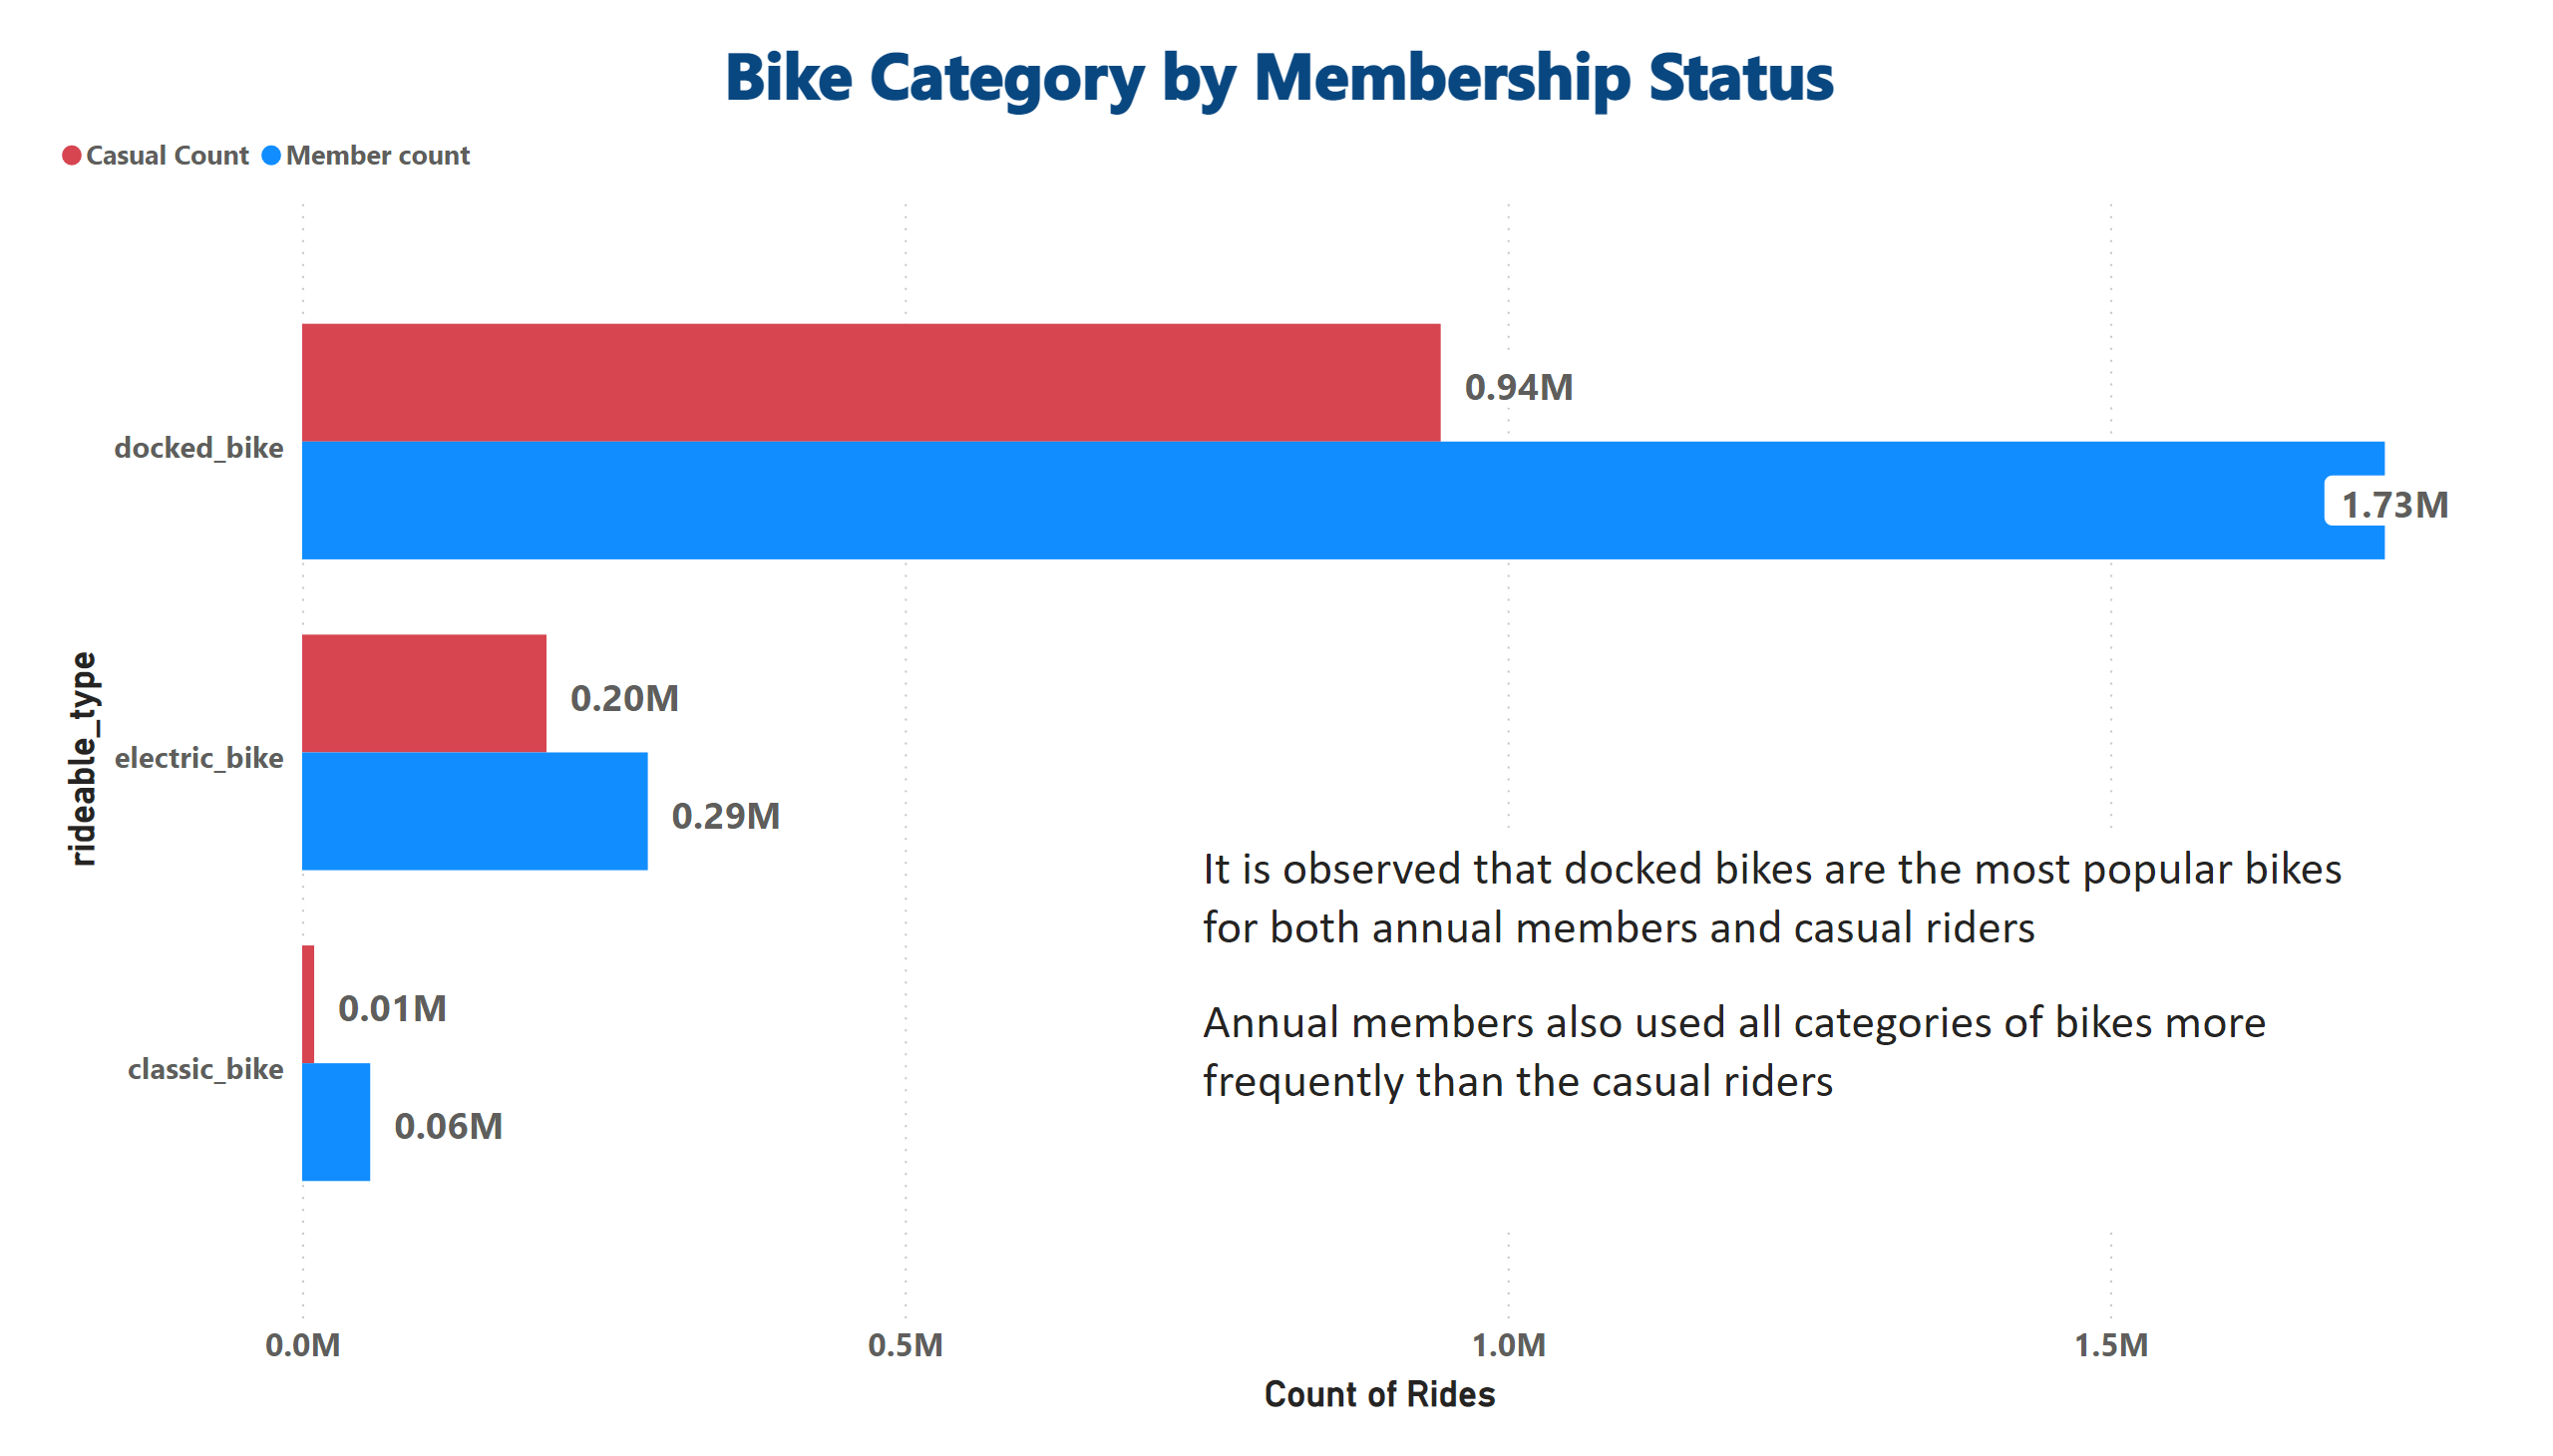 Bike Category by Membership Status
Casual Count Member count
docked_bike
0.94M
1.73M
rideable_type
electric_bike
0.20M
0.29M
classic_bike
0.01M
0.06M
It is observed that docked bikes are the most popular bikes
for both annual members and casual riders
Annual members also used all categories of bikes more
frequently than the casual riders
0.0M 0.5M 1.0M 1.5M
Count of Rides